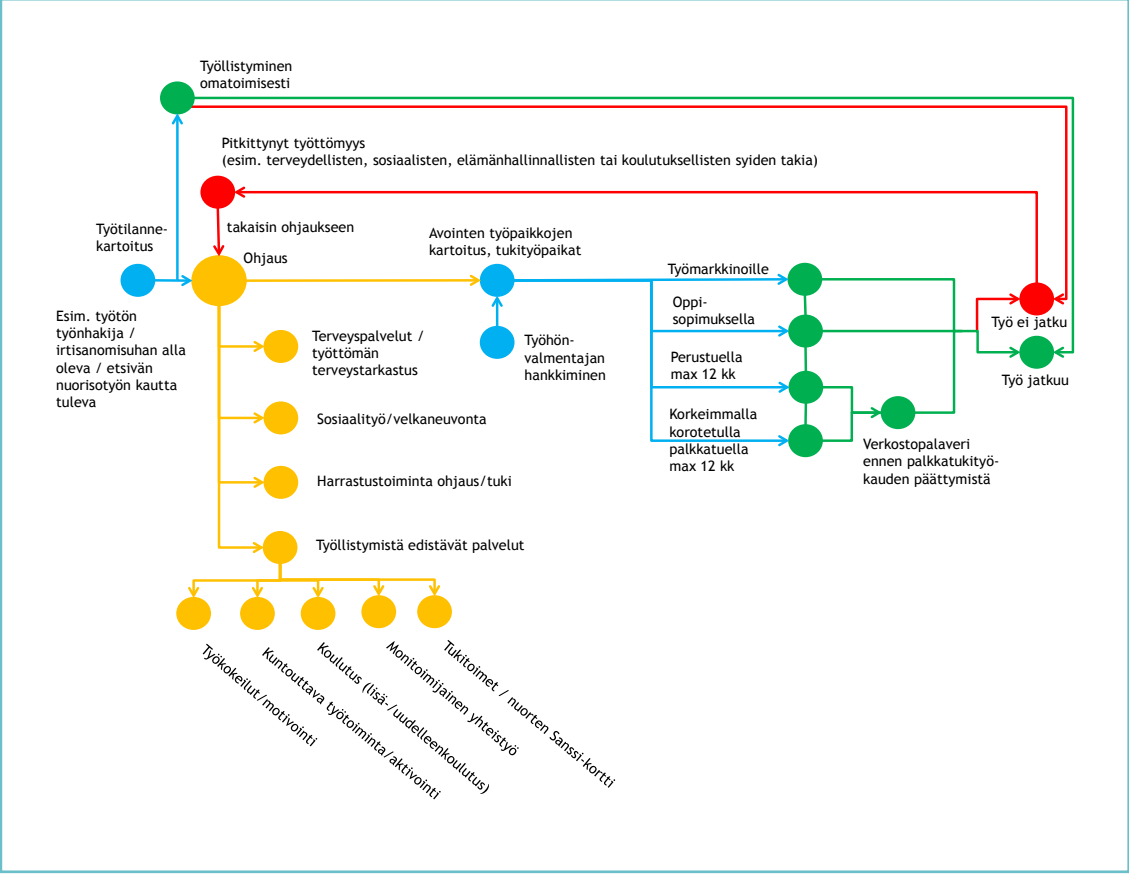 Työllistyminen
omatoimisesti
Pitkittynyt työttömyys
(esim. terveydellisten, sosiaalisten, elämänhallinnallisten tai koulutuksellisten syiden takia)
takaisin ohjaukseen
Työtilanne-
kartoitus
Ohjaus
Esim. työtön
työnhakija /
irtisanomisuhan alla
oleva / etsivän
nuorisotyön kautta
tuleva
Avointen työpaikkojen
kartoitus, tukityöpaikat
Työhön-
valmentajan
hankkiminen
Työmarkkinoille
Oppi-
sopimuksella
Perustuella
max 12 kk
Korkeimmalla
korotetulla
palkkatuella
max 12 kk
Työ ei jatku
Työ jatkuu
Verkostopalaveri
ennen palkkatukityö-
kauden päättymistä
Terveyspalvelut /
työttömän
terveystarkastus
Sosiaalityö/velkaneuvonta
Harrastustoiminta ohjaus/tuki
Työllistymistä edistävät palvelut
Työkokeilut/motivointi
Kuntouttava työtoiminta/aktivointi
Koulutus (lisä-/uudelleenkoulutus)
Monitoimijainen yhteistyö
Tukitoimet / nuorten Sanssi-kortti